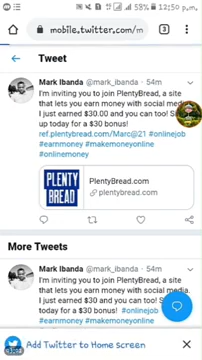 58% 12:50 p.m.
mobile.twitter.com/m
3
Tweet
Mark Ibanda @mark_ibanda · 54m
I'm inviting you to join PlentyBread, a site
that lets you earn money with social media.
I just earned $30.00 and you can too! S
up today for a $30 bonus!
ref.plentybread.com/Marc@21 #onlinejob
#earnmoney #makemoneyonline
#onlinemoney
PLENTY
BREAD
PlentyBread.com
plentybread.com
More Tweets
Mark Ibanda @mark_ibanda · 54m
I'm inviting you to join PlentyBread, a site
that lets you earn money with social media.
I just earned $30 and you can too! S
today for a $30 bonus! #onlinejob
#earnmoney #makemoneyonline
Add Twitter to Home screen